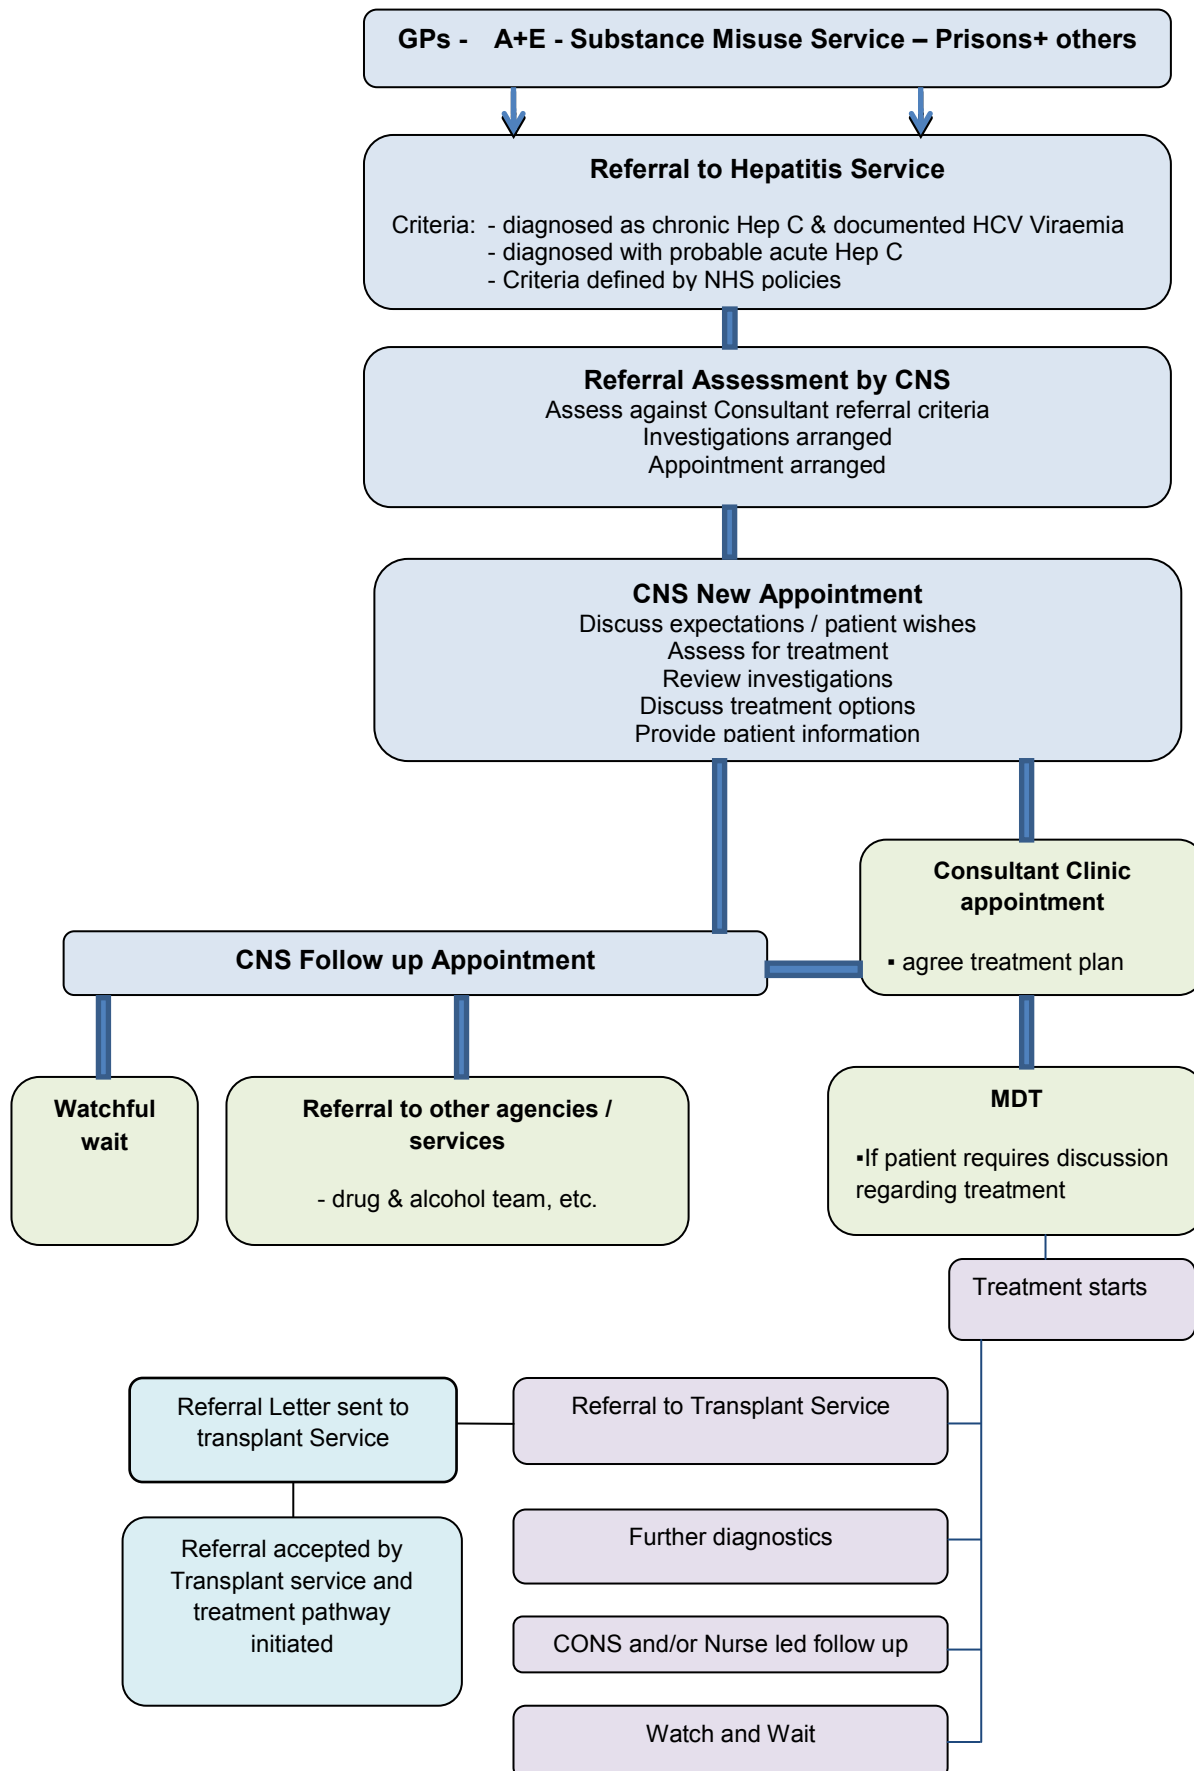 GPs - A+E - Substance Misuse Service – Prisons+ others
Referral to Hepatitis Service
Criteria: - diagnosed as chronic Hep C & documented HCV Viraemia
- diagnosed with probable acute Hep C
- Criteria defined by NHS policies
Referral Assessment by CNS
Assess against Consultant referral criteria
Investigations arranged
Appointment arranged
CNS New Appointment
Discuss expectations / patient wishes
Assess for treatment
Review investigations
Discuss treatment options
Provide patient information
Consultant Clinic
appointment
▪ agree treatment plan
CNS Follow up Appointment
Watchful
wait
Referral to other agencies /
services
- drug & alcohol team, etc.
MDT
▪If patient requires discussion
regarding treatment
Treatment starts
Referral to Transplant Service
Referral Letter sent to
transplant Service
Referral accepted by
Transplant service and
treatment pathway
initiated
Further diagnostics
CONS and/or Nurse led follow up
Watch and Wait